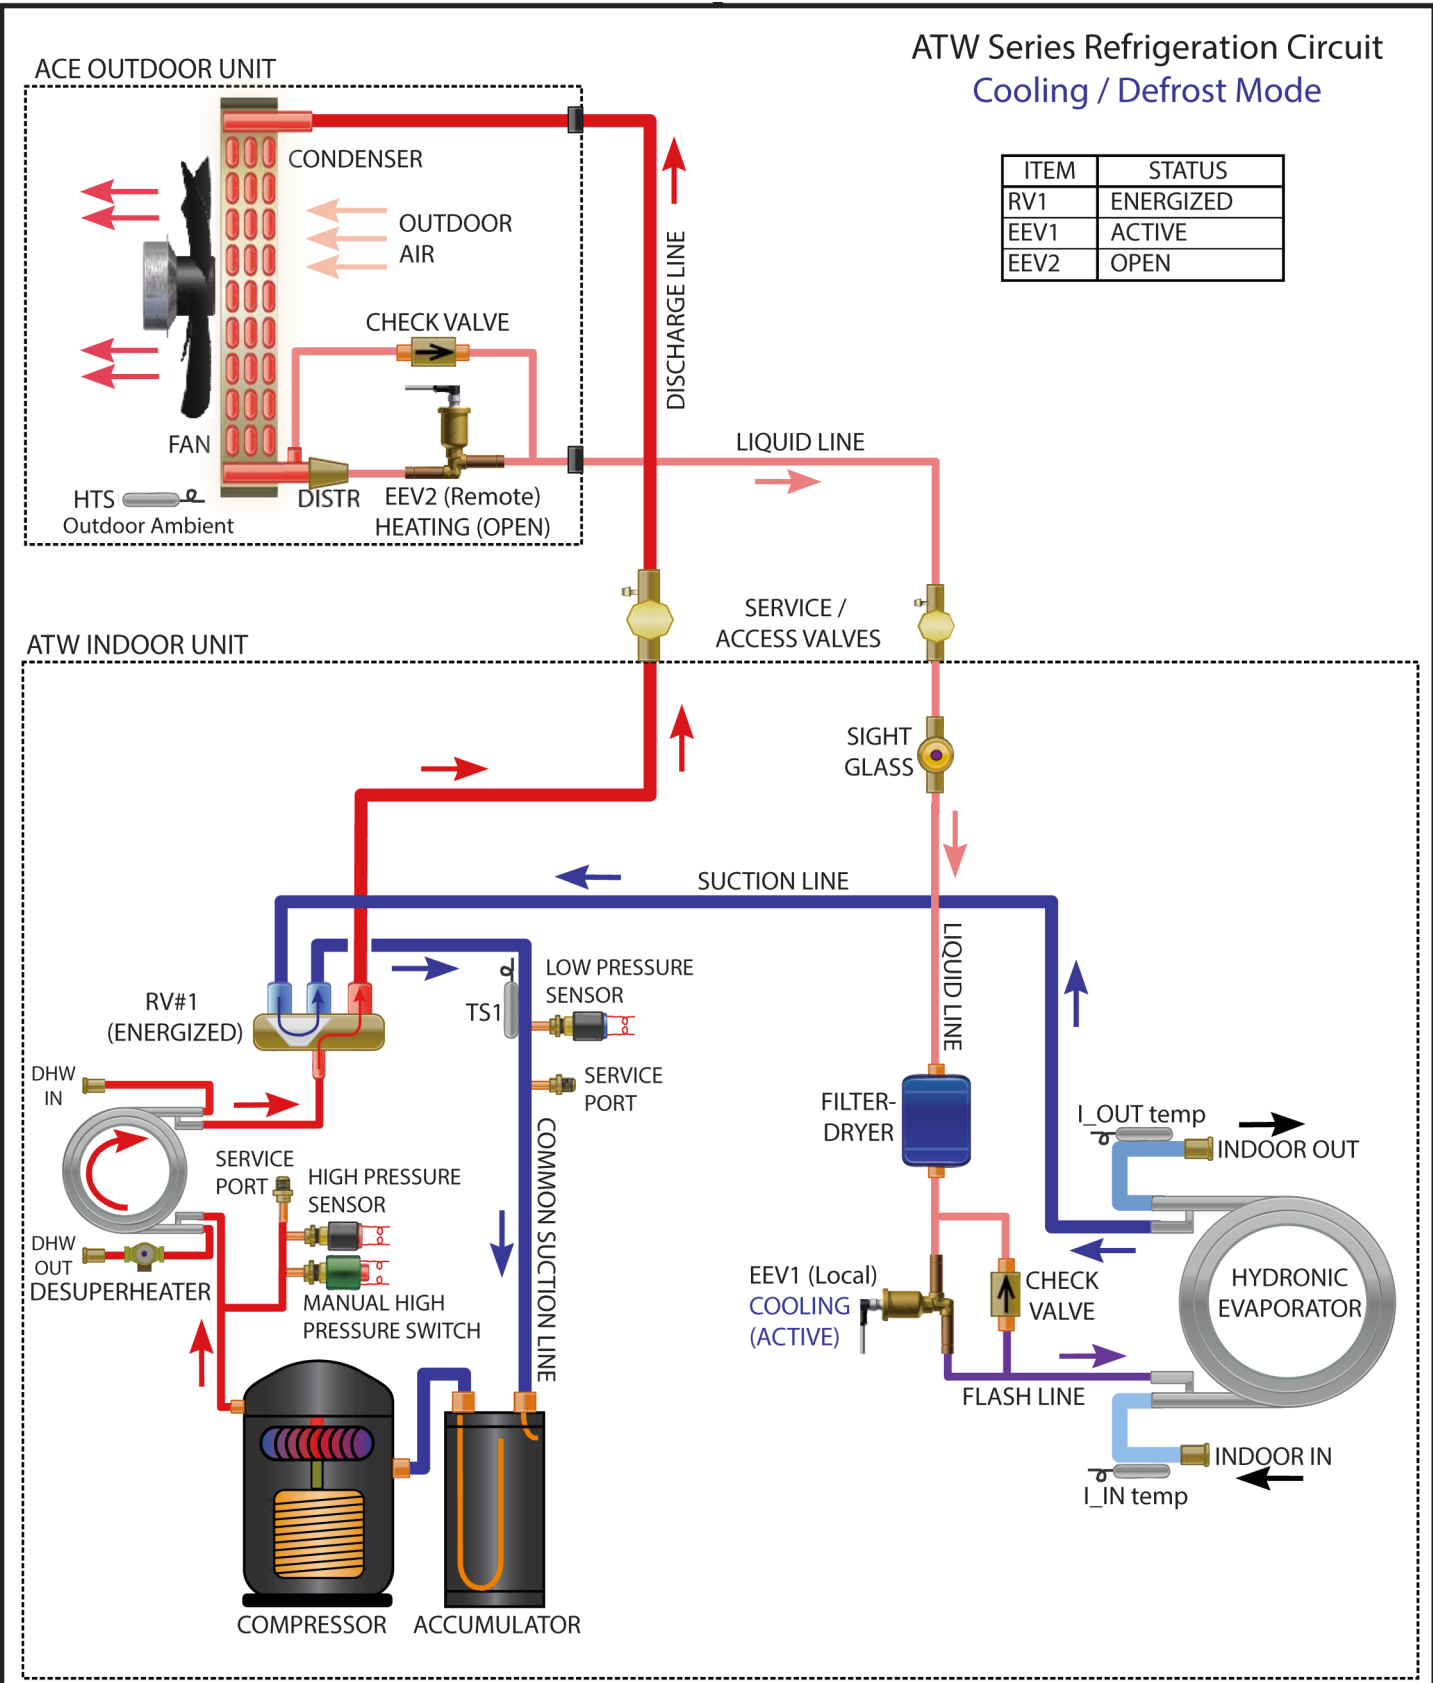 ATW Series Refrigeration Circuit
Cooling / Defrost Mode
ITEM STATUS
RV1 ENERGIZED
EEV1 ACTIVE
EEV2 OPEN
ACE OUTDOOR UNIT
CONDENSER
OUTDOOR
AIR
CHECK VALVE
FAN
HTS
Outdoor Ambient
DISTR
EEV2 (Remote)
HEATING (OPEN)
DISCHARGE LINE
LIQUID LINE
SERVICE /
ACCESS VALVES
ATW INDOOR UNIT
SIGHT
GLASS
SUCTION LINE
LIQUID LINE
RV#1
(ENERGIZED)
TS1
LOW PRESSURE
SENSOR
SERVICE
PORT
DHW
IN
SERVICE
PORT
HIGH PRESSURE
SENSOR
DHW
OUT
DESUPERHEATER
MANUAL HIGH
PRESSURE SWITCH
COMMON SUCTION LINE
FILTER-
DRYER
I_OUT temp
INDOOR OUT
EEV1 (Local)
COOLING
(ACTIVE)
CHECK
VALVE
HYDRONIC
EVAPORATOR
FLASH LINE
INDOOR IN
I_IN temp
COMPRESSOR
ACCUMULATOR